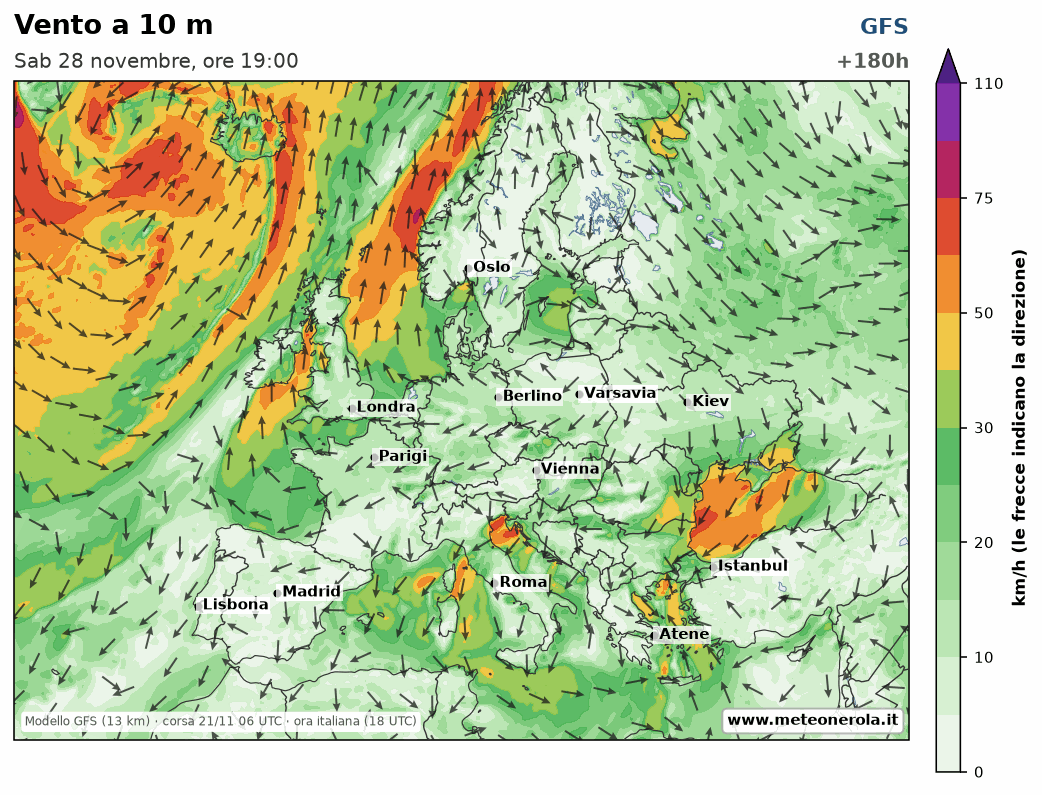 Vento a 10 m
GFS
Sab 28 novembre, ore 19:00
+180h
110
75
50
30
20
10
0
km/h (le frecce indicano la direzione)
Oslo
Berlino
Varsavia
Kiev
Londra
Parigi
Vienna
Istanbul
Roma
Madrid
Lisbona
Atene
Modello GFS (13 km) · corsa 21/11 06 UTC · ora italiana (18 UTC)
www.meteonerola.it